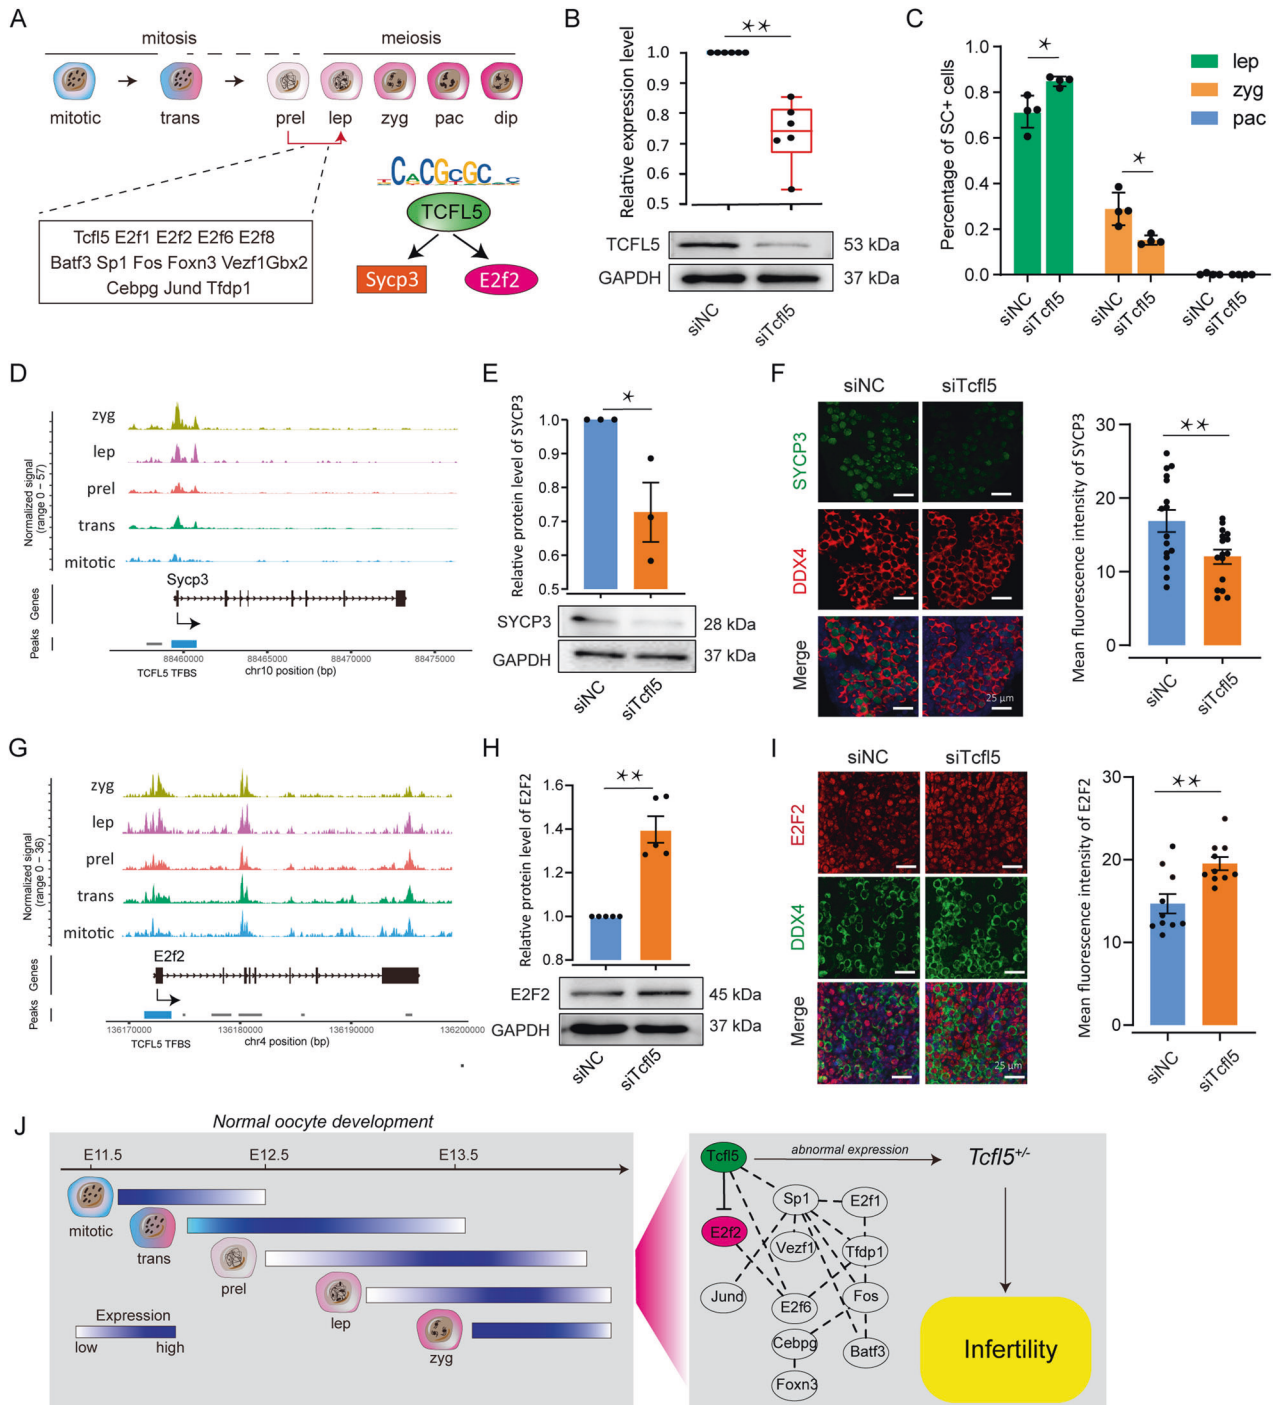 A
mitosis
meiosis
mitotic
trans
prel
lep
zyg
pac
dip
Tcfl5 E2f1 E2f2 E2f6 E2f8
Batf3 Sp1 Fos Foxn3 Vezf1Gbx2
Cebpg Jund Tfdp1
CACGCGC
TCFL5
Sycp3
E2f2
B
**
Relative expression level
1.0
0.9
0.8
0.7
0.6
0.5
TCFL5
53 kDa
GAPDH
37 kDa
siNC
siTcfl5
C
Percentage of SC+ cells
1.0
0.8
0.6
0.4
0.2
0.0
*
*
lep
zyg
pac
siNC
siTcfl5
siNC
siTcfl5
siNC
siTcfl5
D
Normalized signal
(range 0 – 57)
zyg
lep
prel
trans
mitotic
Genes
Sycp3
Peaks
88460000
88465000
88470000
88475000
TCFL5 TFBS
chr10 position (bp)
E
*
Relative protein level of SYCP3
1.0
0.9
0.8
0.7
0.6
0.5
SYCP3
28 kDa
GAPDH
37 kDa
siNC
siTcfl5
F
siNC
siTcfl5
SYCP3
DDX4
Merge
25 μm
Mean fluorescence intensity of SYCP3
30
20
10
0
**
siNC
siTcfl5
G
Normalized signal
(range 0 – 36)
zyg
lep
prel
trans
mitotic
Genes
E2f2
Peaks
136170000
136180000
136190000
136200000
TCFL5 TFBS
chr4 position (bp)
H
**
Relative protein level of E2F2
1.6
1.4
1.2
1.0
0.8
E2F2
45 kDa
GAPDH
37 kDa
siNC
siTcfl5
I
siNC
siTcfl5
E2F2
DDX4
Merge
25 μm
Mean fluorescence intensity of E2F2
30
20
10
0
**
siNC
siTcfl5
J
Normal oocyte development
E11.5
E12.5
E13.5
mitotic
trans
prel
lep
zyg
Expression
low
high
Tcfl5
abnormal expression
Tcfl5+/-
Sp1
E2f1
E2f2
Vezf1
Tfdp1
Jund
E2f6
Fos
Cebpg
Batf3
Foxn3
Infertility